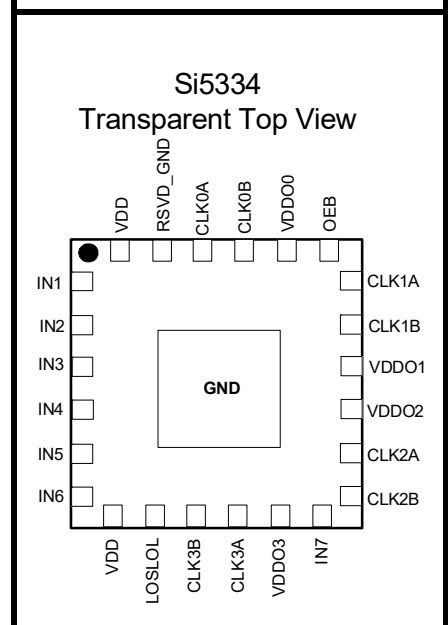 Si5334
Transparent Top View
VDD
RSVD_GND
CLK0A
CLK0B
VDDO0
OEB
IN1
IN2
IN3
IN4
IN5
IN6
GND
CLK1A
CLK1B
VDDO1
VDDO2
CLK2A
CLK2B
VDD
LOSLOL
CLK3B
CLK3A
VDDO3
IN7